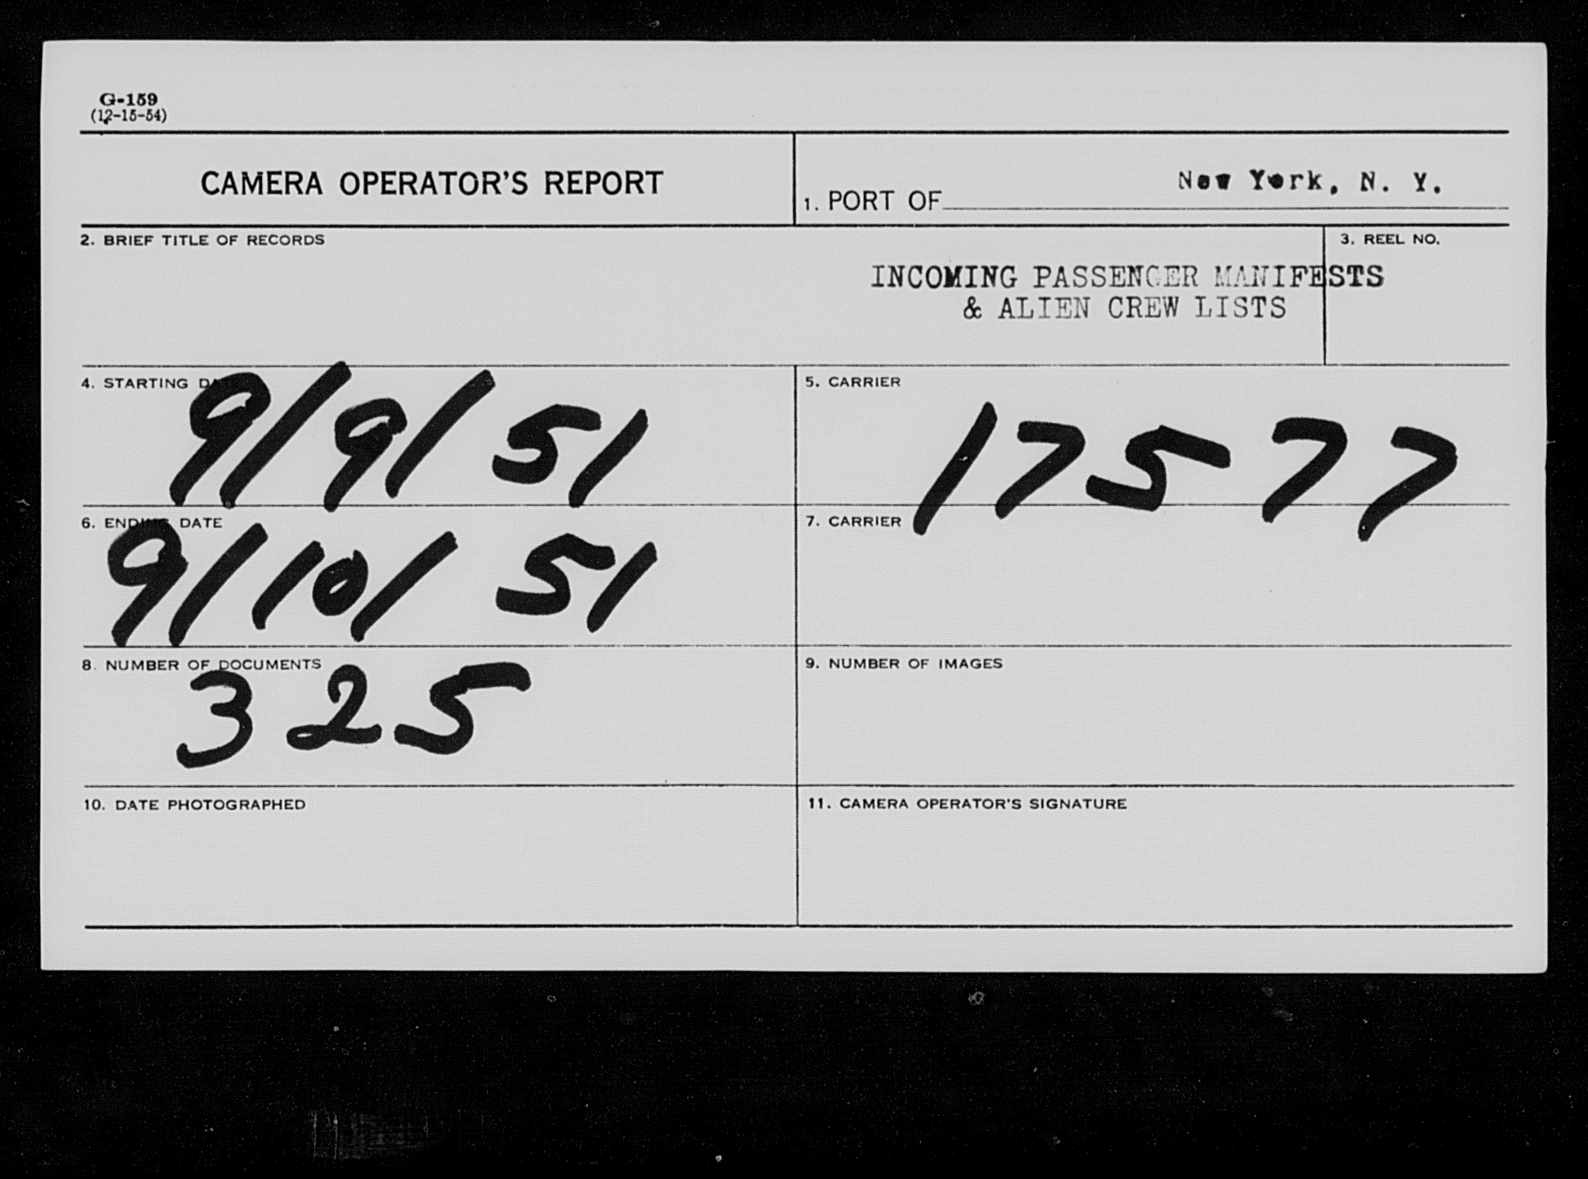 G-159
(12-15-54)
CAMERA OPERATOR'S REPORT
1. PORT OF New York, N. Y.
2. BRIEF TITLE OF RECORDS
3. REEL NO.
INCOMING PASSENGER MANIFESTS
& ALIEN CREW LISTS
4. STARTING DATE
9/9/51
5. CARRIER
17577
6. ENDING DATE
9/10/51
7. CARRIER
8. NUMBER OF DOCUMENTS
325
9. NUMBER OF IMAGES
10. DATE PHOTOGRAPHED
11. CAMERA OPERATOR'S SIGNATURE